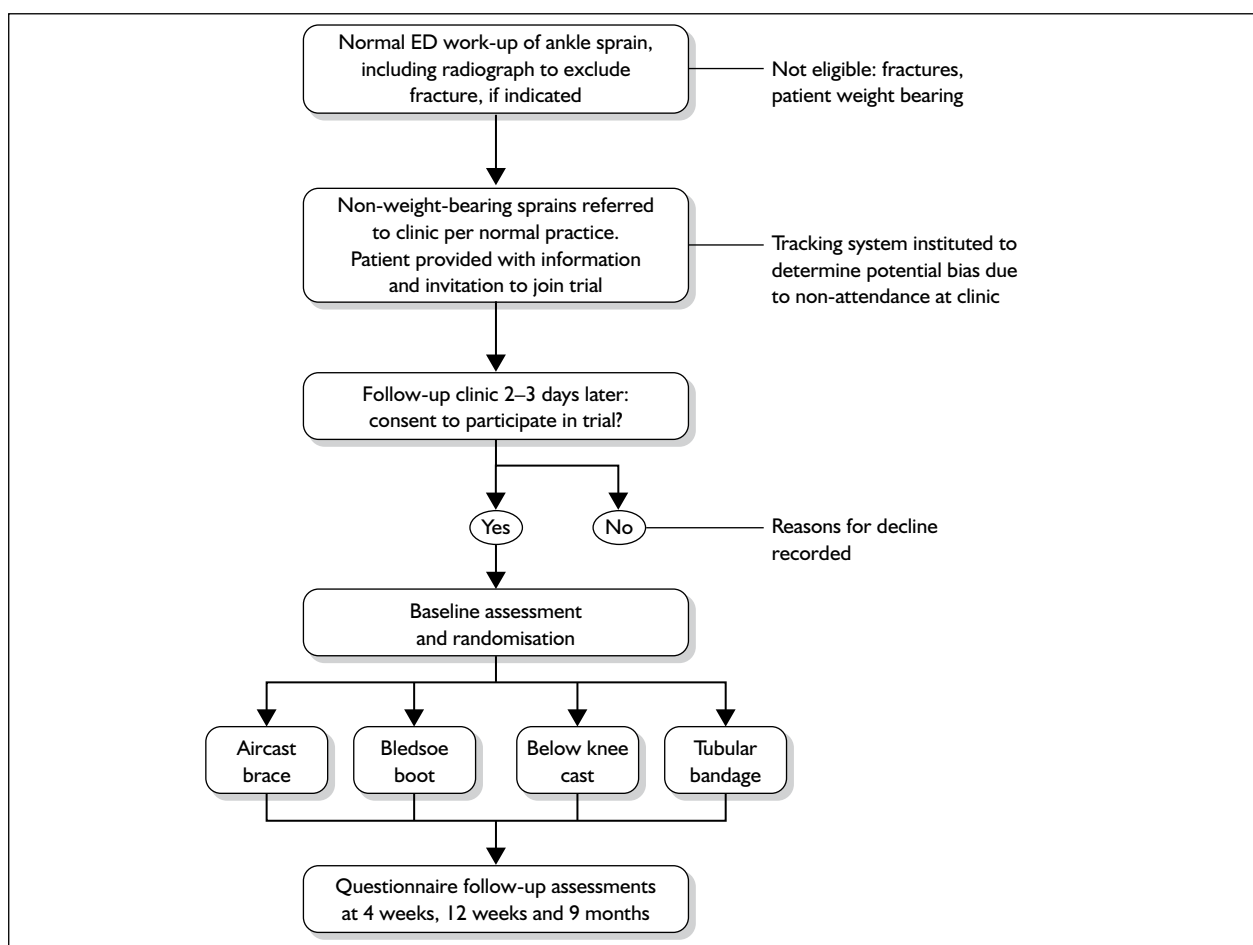 Normal ED work-up of ankle sprain,
including radiograph to exclude
fracture, if indicated
Not eligible: fractures,
patient weight bearing
Non-weight-bearing sprains referred
to clinic per normal practice.
Patient provided with information
and invitation to join trial
Tracking system instituted to
determine potential bias due
to non-attendance at clinic
Follow-up clinic 2–3 days later:
consent to participate in trial?
Yes
No
Reasons for decline
recorded
Baseline assessment
and randomisation
Aircast
brace
Bledsoe
boot
Below knee
cast
Tubular
bandage
Questionnaire follow-up assessments
at 4 weeks, 12 weeks and 9 months